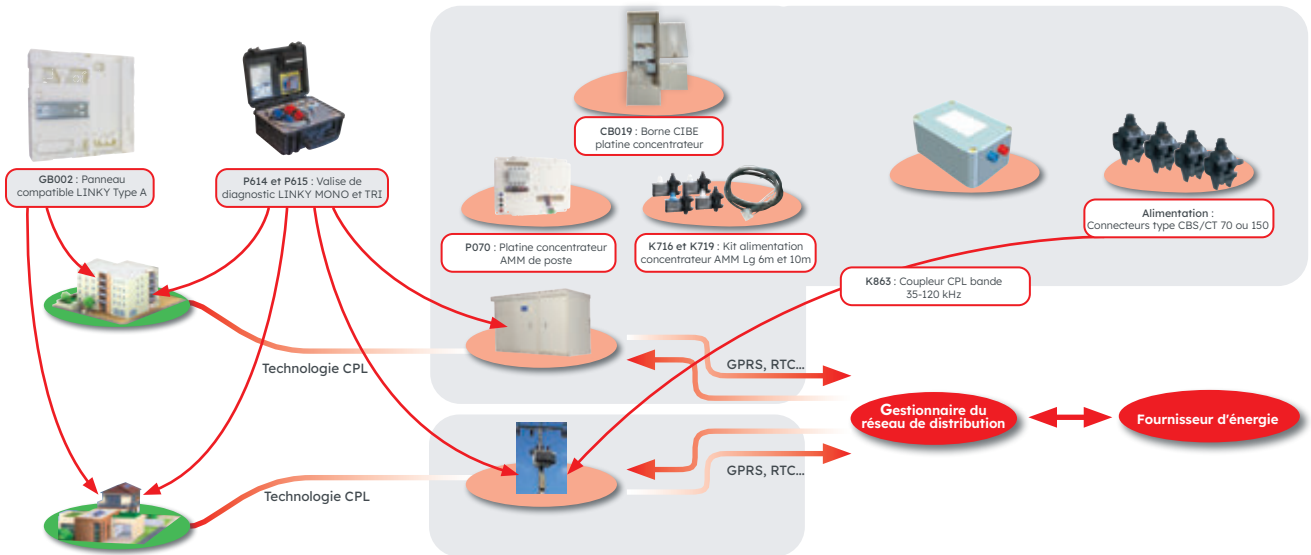 CB019 : Borne CIBE
platine concentrateur
GB002 : Panneau
compatible LINKY Type A
P614 et P615 : Valise de
diagnostic LINKY MONO et TRI
Alimentation :
Connecteurs type CBS/CT 70 ou 150
P070 : Platine concentrateur
AMM de poste
K716 et K719 : Kit alimentation
concentrateur AMM Lg 6m et 10m
K863 : Coupleur CPL bande
35-120 kHz
Technologie CPL
GPRS, RTC...
Gestionnaire du
réseau de distribution
Fournisseur d'énergie
GPRS, RTC...
Technologie CPL